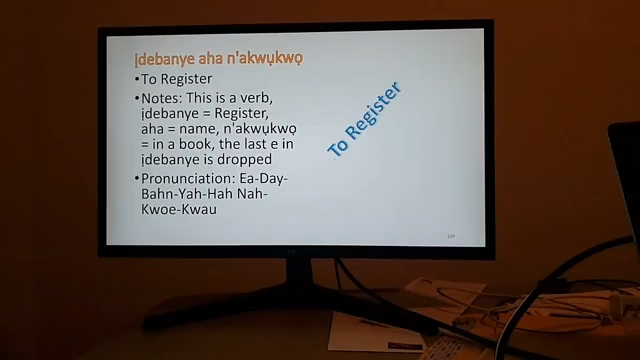 ịdebanye aha n'akwụkwọ
•To Register
•Notes: This is a verb,
ịdebanye = Register,
aha = name, n'akwụkwọ
= in a book, the last e in
ịdebanye is dropped
•Pronunciation: Ea-Day-
Bahn-Yah-Hah Nah-
Kwoe-Kwau
To Register